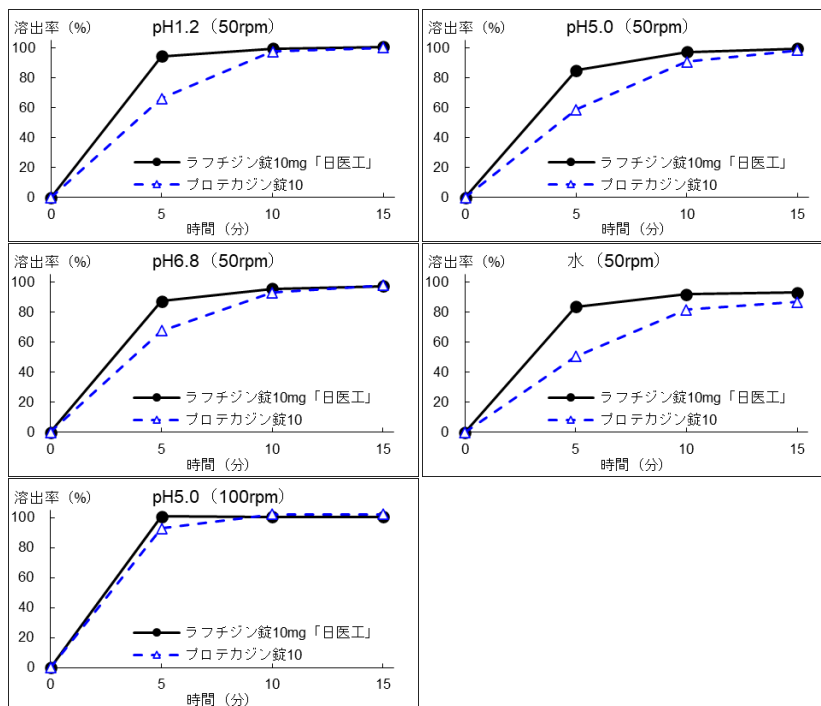 溶出率（%） pH1.2（50rpm）
100
80
60
40
20
0
ラフチジン錠10mg「日医工」
プロテカジン錠10
0 5 10 15
時間（分）
溶出率（%） pH5.0（50rpm）
100
80
60
40
20
0
ラフチジン錠10mg「日医工」
プロテカジン錠10
0 5 10 15
時間（分）
溶出率（%） pH6.8（50rpm）
100
80
60
40
20
0
ラフチジン錠10mg「日医工」
プロテカジン錠10
0 5 10 15
時間（分）
溶出率（%） 水（50rpm）
100
80
60
40
20
0
ラフチジン錠10mg「日医工」
プロテカジン錠10
0 5 10 15
時間（分）
溶出率（%） pH5.0（100rpm）
100
80
60
40
20
0
ラフチジン錠10mg「日医工」
プロテカジン錠10
0 5 10 15
時間（分）